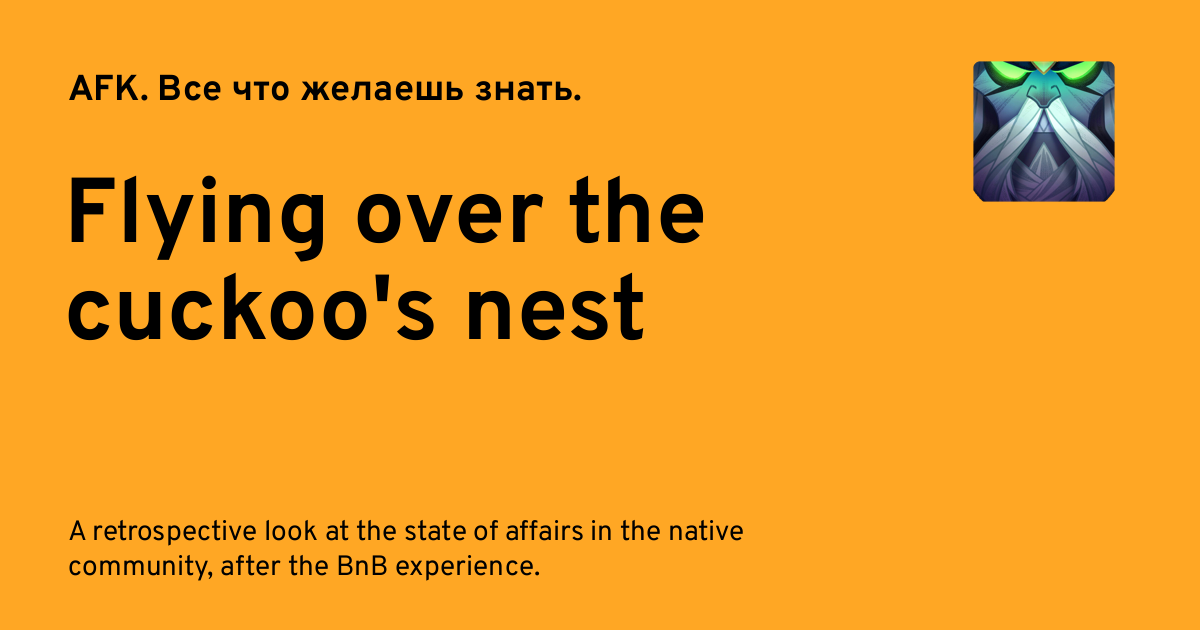 AFK. Все что желаешь знать.
Flying over the
cuckoo's nest
A retrospective look at the state of affairs in the native
community, after the BnB experience.